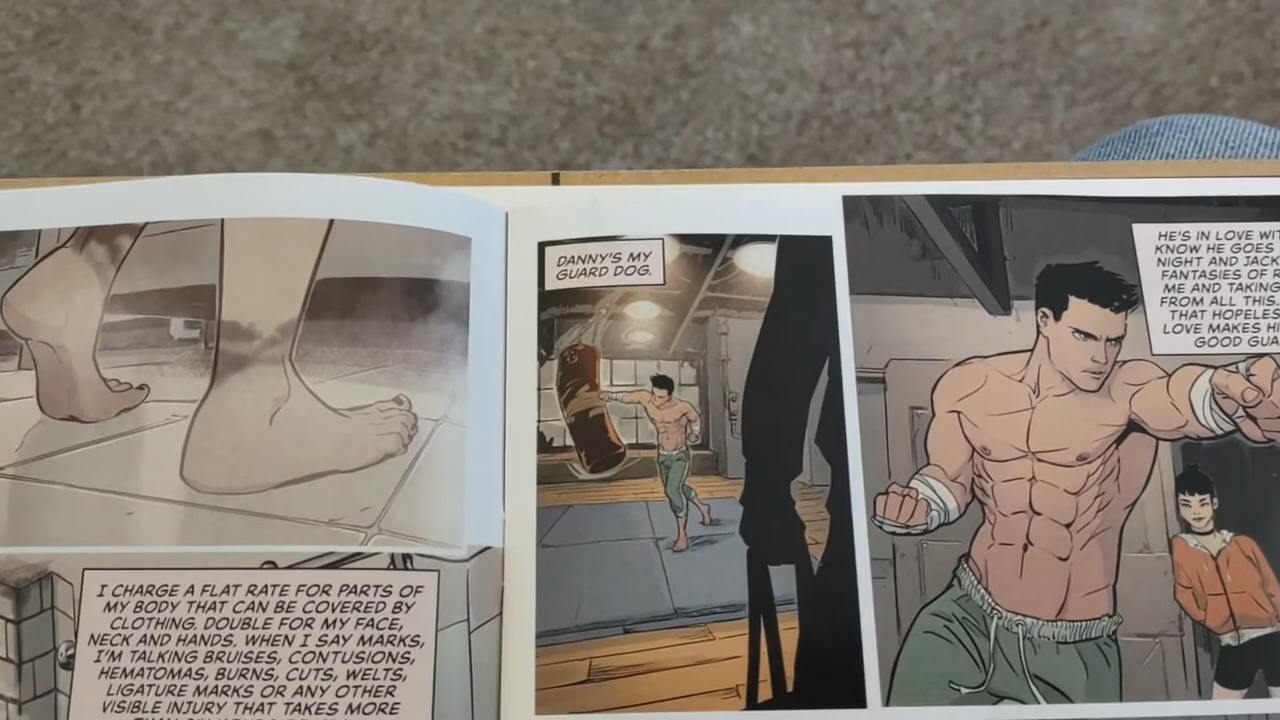 I CHARGE A FLAT RATE FOR PARTS OF
MY BODY THAT CAN BE COVERED BY
CLOTHING, DOUBLE FOR MY FACE,
NECK AND HANDS. WHEN I SAY MARKS,
I'M TALKING BRUISES, CONTUSIONS,
HEMATOMAS, BURNS, CUTS, WELTS,
LIGATURE MARKS OR ANY OTHER
VISIBLE INJURY THAT TAKES MORE
DANNY'S MY
GUARD DOG.
HE'S IN LOVE
KNOW HE GOES
NIGHT AND JACK
FANTASIES OF
ME AND TAKING
FROM ALL THIS.
THAT HOPELES
LOVE MAKES
GOOD GUA